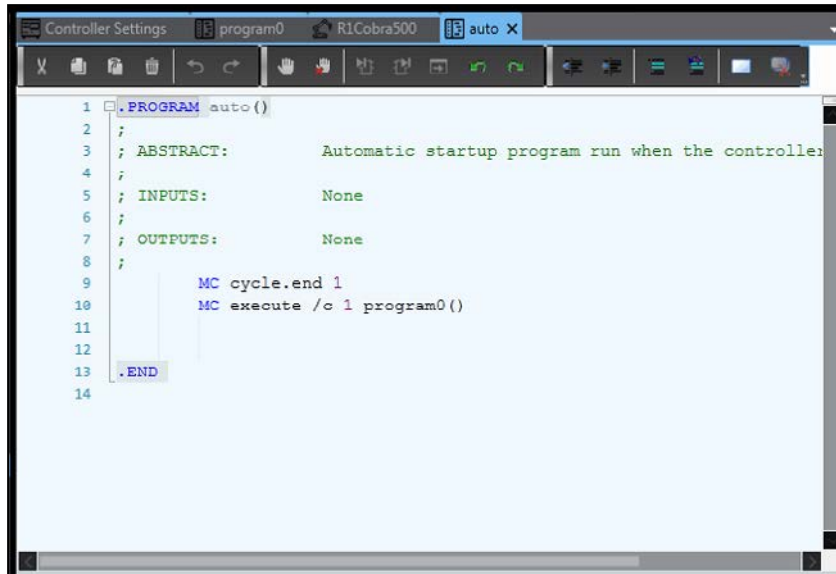 Controller Settings program0 R1Cobra500 auto X
1 .PROGRAM auto()
2 ;
3 ; ABSTRACT: Automatic startup program run when the controller
4 ;
5 ; INPUTS: None
6 ;
7 ; OUTPUTS: None
8 ;
9 MC cycle.end 1
10 MC execute /c 1 program0()
11
12
13 .END
14